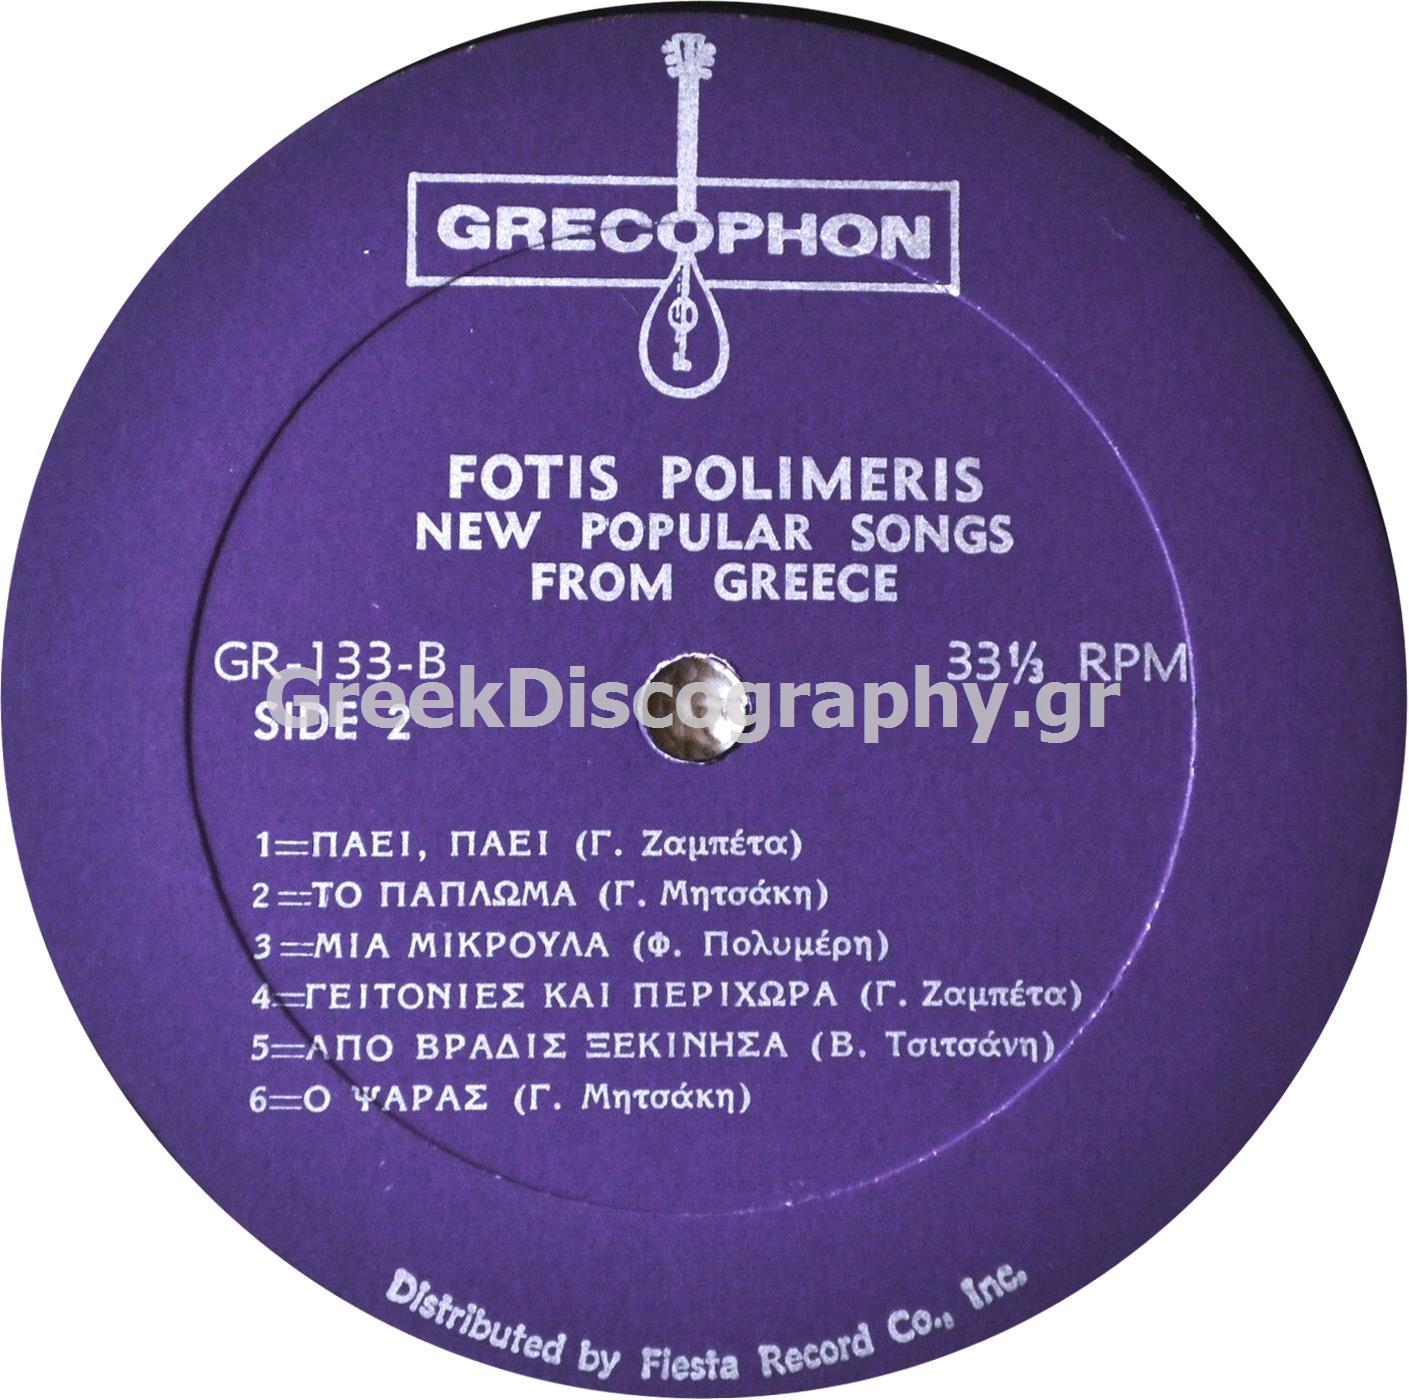 GRECOPHON
FOTIS POLIMERIS
NEW POPULAR SONGS
FROM GREECE
GR-133-B 33⅓ RPM
GreekDiscography.gr
SIDE 2
1=ΠΑΕΙ, ΠΑΕΙ (Γ. Ζαμπέτα)
2=ΤΟ ΠΑΠΛΩΜΑ (Γ. Μητσάκη)
3=ΜΙΑ ΜΙΚΡΟΥΛΑ (Φ. Πολυμέρη)
4=ΓΕΙΤΟΝΙΕΣ ΚΑΙ ΠΕΡΙΧΩΡΑ (Γ. Ζαμπέτα)
5=ΑΠΟ ΒΡΑΔΙΣ ΞΕΚΙΝΗΣΑ (Β. Τσιτσάνη)
6=Ο ΨΑΡΑΣ (Γ. Μητσάκη)
Distributed by Fiesta Record Co., Inc.